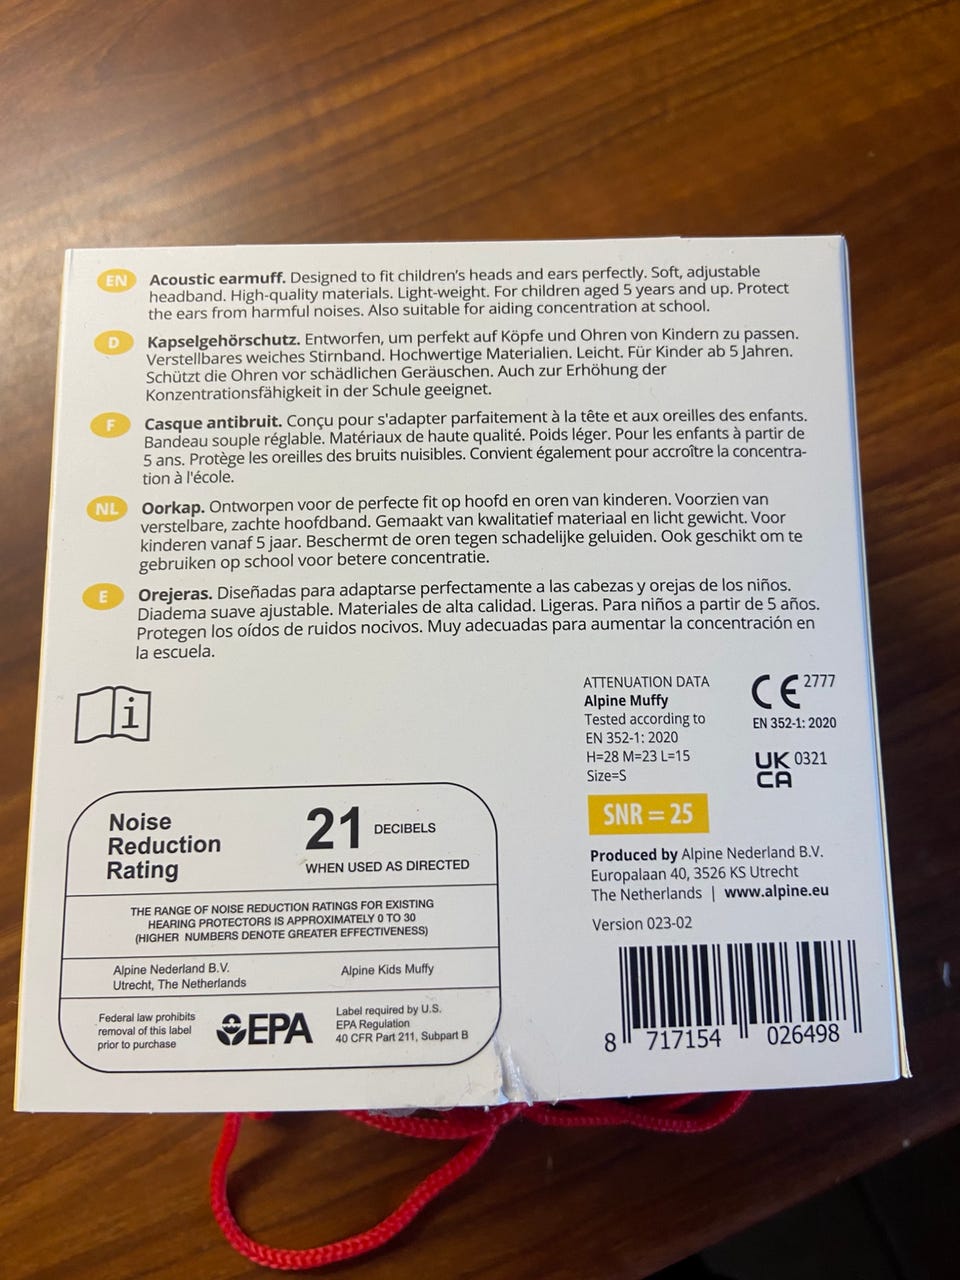 EN Acoustic earmuff. Designed to fit children's heads and ears perfectly. Soft, adjustable
headband. High-quality materials. Light-weight. For children aged 5 years and up. Protect
the ears from harmful noises. Also suitable for aiding concentration at school.
D Kapselgehörschutz. Entworfen, um perfekt auf Köpfe und Ohren von Kindern zu passen.
Verstellbares weiches Stirnband. Hochwertige Materialien. Leicht. Für Kinder ab 5 Jahren.
Schützt die Ohren vor schädlichen Geräuschen. Auch zur Erhöhung der
Konzentrationsfähigkeit in der Schule geeignet.
F Casque antibruit. Conçu pour s'adapter parfaitement à la tête et aux oreilles des enfants.
Bandeau souple réglable. Matériaux de haute qualité. Poids léger. Pour les enfants à partir de
5 ans. Protège les oreilles des bruits nuisibles. Convient également pour accroître la concentra-
tion à l'école.
NL Oorkap. Ontworpen voor de perfecte fit op hoofd en oren van kinderen. Voorzien van
verstelbare, zachte hoofdband. Gemaakt van kwalitatief materiaal en licht gewicht. Voor
kinderen vanaf 5 jaar. Beschermt de oren tegen schadelijke geluiden. Ook geschikt om te
gebruiken op school voor betere concentratie.
E Orejeras. Diseñadas para adaptarse perfectamente a las cabezas y orejas de los niños.
Diadema suave ajustable. Materiales de alta calidad. Ligeras. Para niños a partir de 5 años.
Protegen los oídos de ruidos nocivos. Muy adecuadas para aumentar la concentración en
la escuela.
i
ATTENUATION DATA
Alpine Muffy
Tested according to
EN 352-1: 2020
H=28 M=23 L=15
Size=S
CE 2777
EN 352-1: 2020
UK 0321
CA
SNR = 25
Produced by Alpine Nederland B.V.
Europalaan 40, 3526 KS Utrecht
The Netherlands | www.alpine.eu
Version 023-02
8 717154 026498
Noise
Reduction
Rating
21 DECIBELS
WHEN USED AS DIRECTED
THE RANGE OF NOISE REDUCTION RATINGS FOR EXISTING
HEARING PROTECTORS IS APPROXIMATELY 0 TO 30
(HIGHER NUMBERS DENOTE GREATER EFFECTIVENESS)
Alpine Nederland B.V.
Utrecht, The Netherlands
Alpine Kids Muffy
Federal law prohibits
removal of this label
prior to purchase
EPA
Label required by U.S.
EPA Regulation
40 CFR Part 211, Subpart B